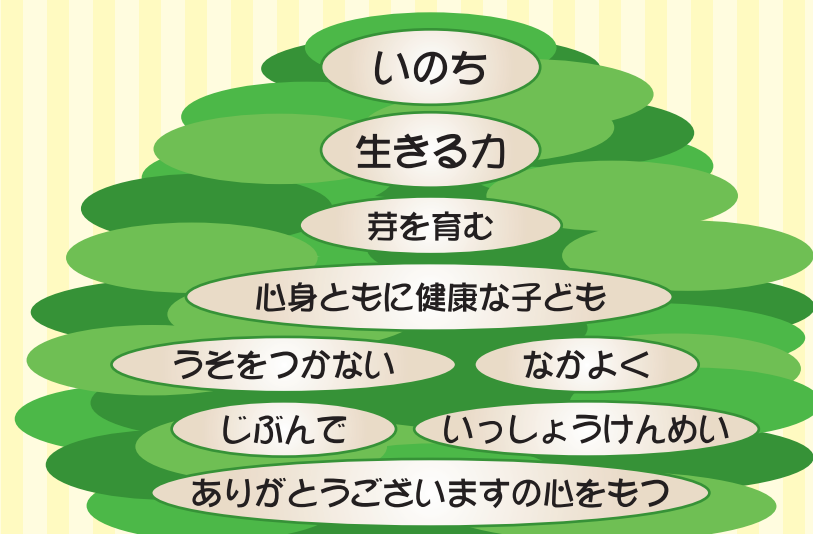 いのち
生きる力
芽を育む
心身ともに健康な子ども
うそをつかない
なかよく
じぶんで
いっしょうけんめい
ありがとうございますの心をもつ